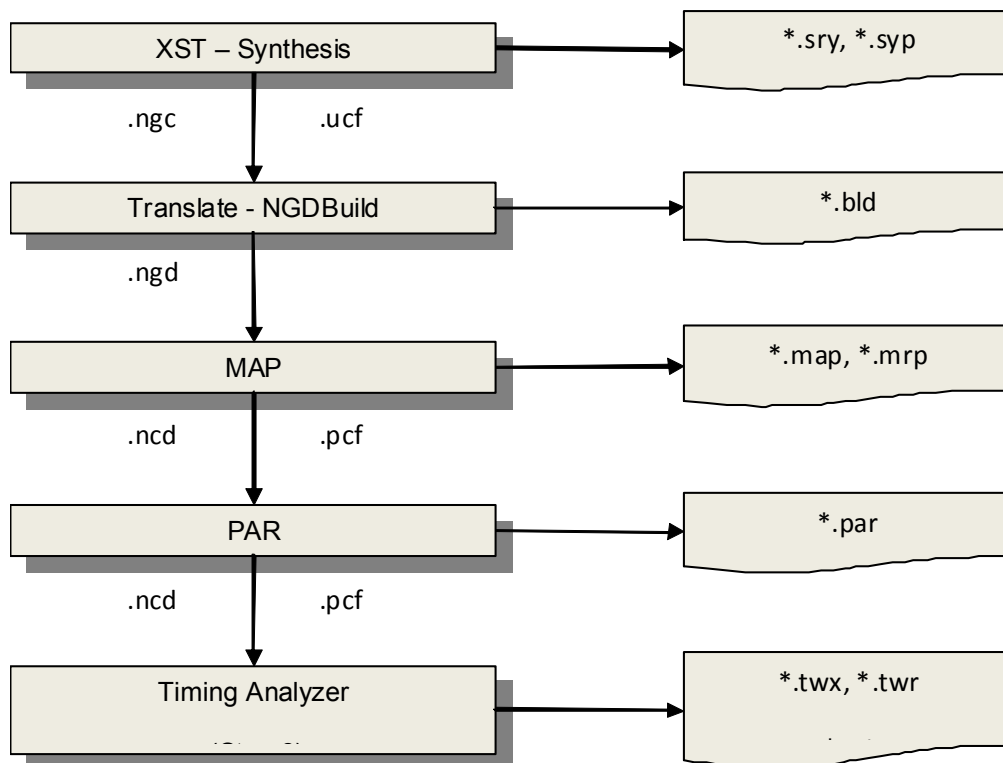 XST – Synthesis
*.sry, *.syp
.ngc
.ucf
Translate - NGDBuild
*.bld
.ngd
MAP
*.map, *.mrp
.ncd
.pcf
PAR
*.par
.ncd
.pcf
Timing Analyzer
*.twx, *.twr